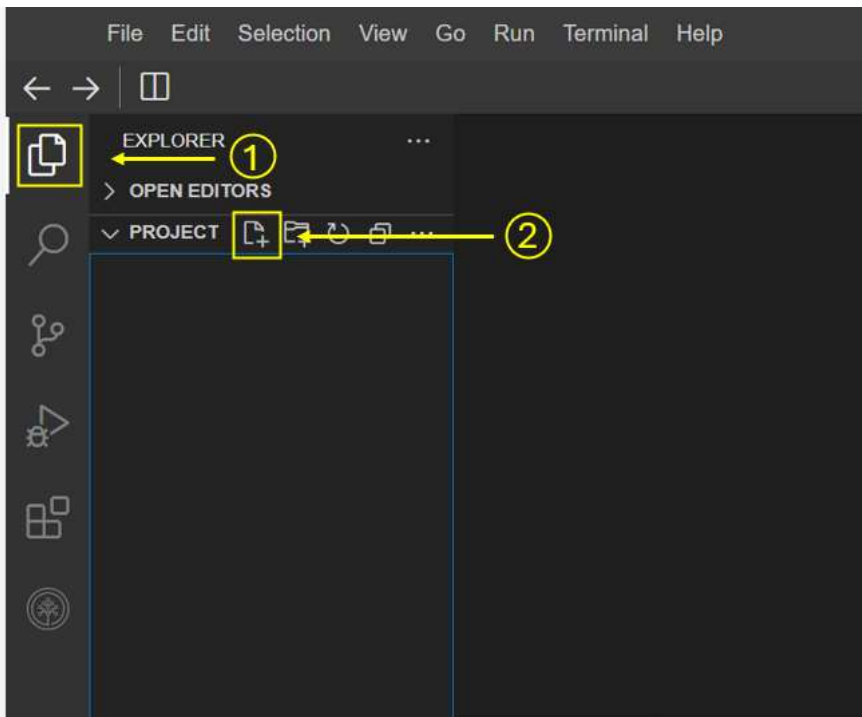 File Edit Selection View Go Run Terminal Help
EXPLORER
1
OPEN EDITORS
PROJECT
2